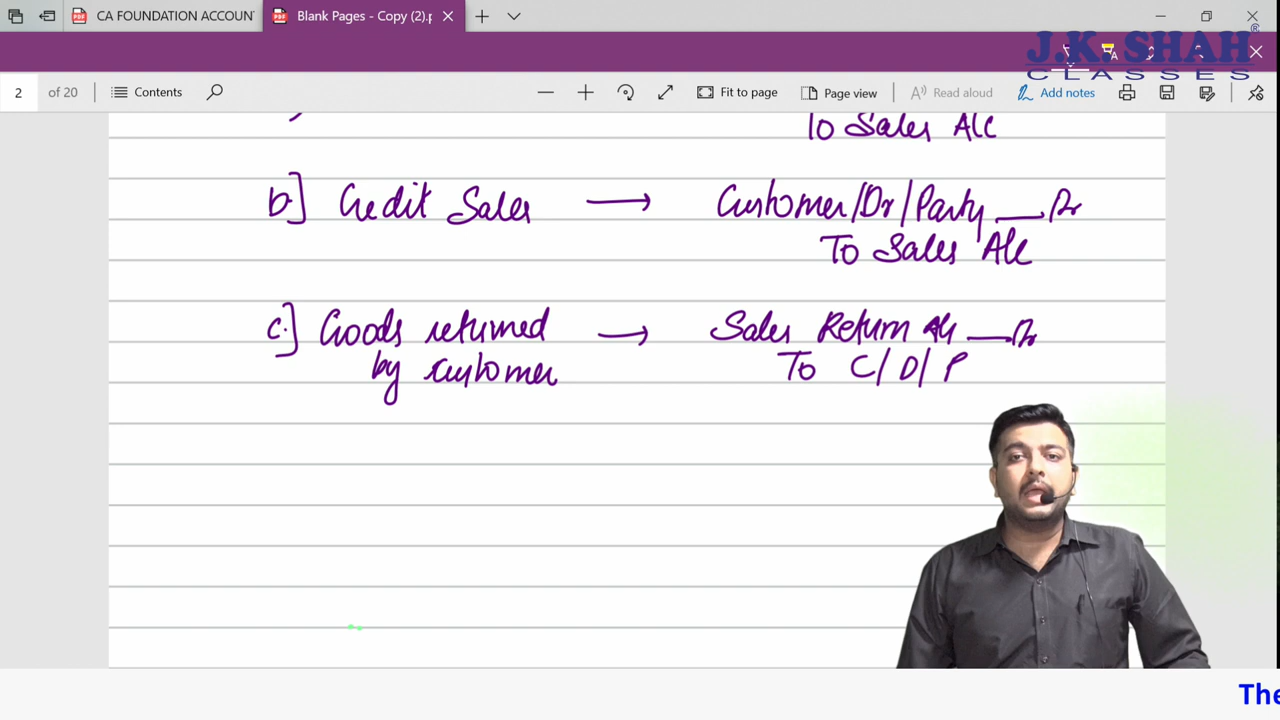 CA FOUNDATION ACCOUN
Blank Pages - Copy (2).p
J.K. SHAH®
CLASSES
2 of 20
Contents
Fit to page
Page view
Read aloud
Add notes
To Sales A/c
b.] Credit Sales → Customer/Dr/Party __ Dr
To Sales A/c
c.] Goods returned → Sales Return A/c __ Dr
by customer To C/D/P
The